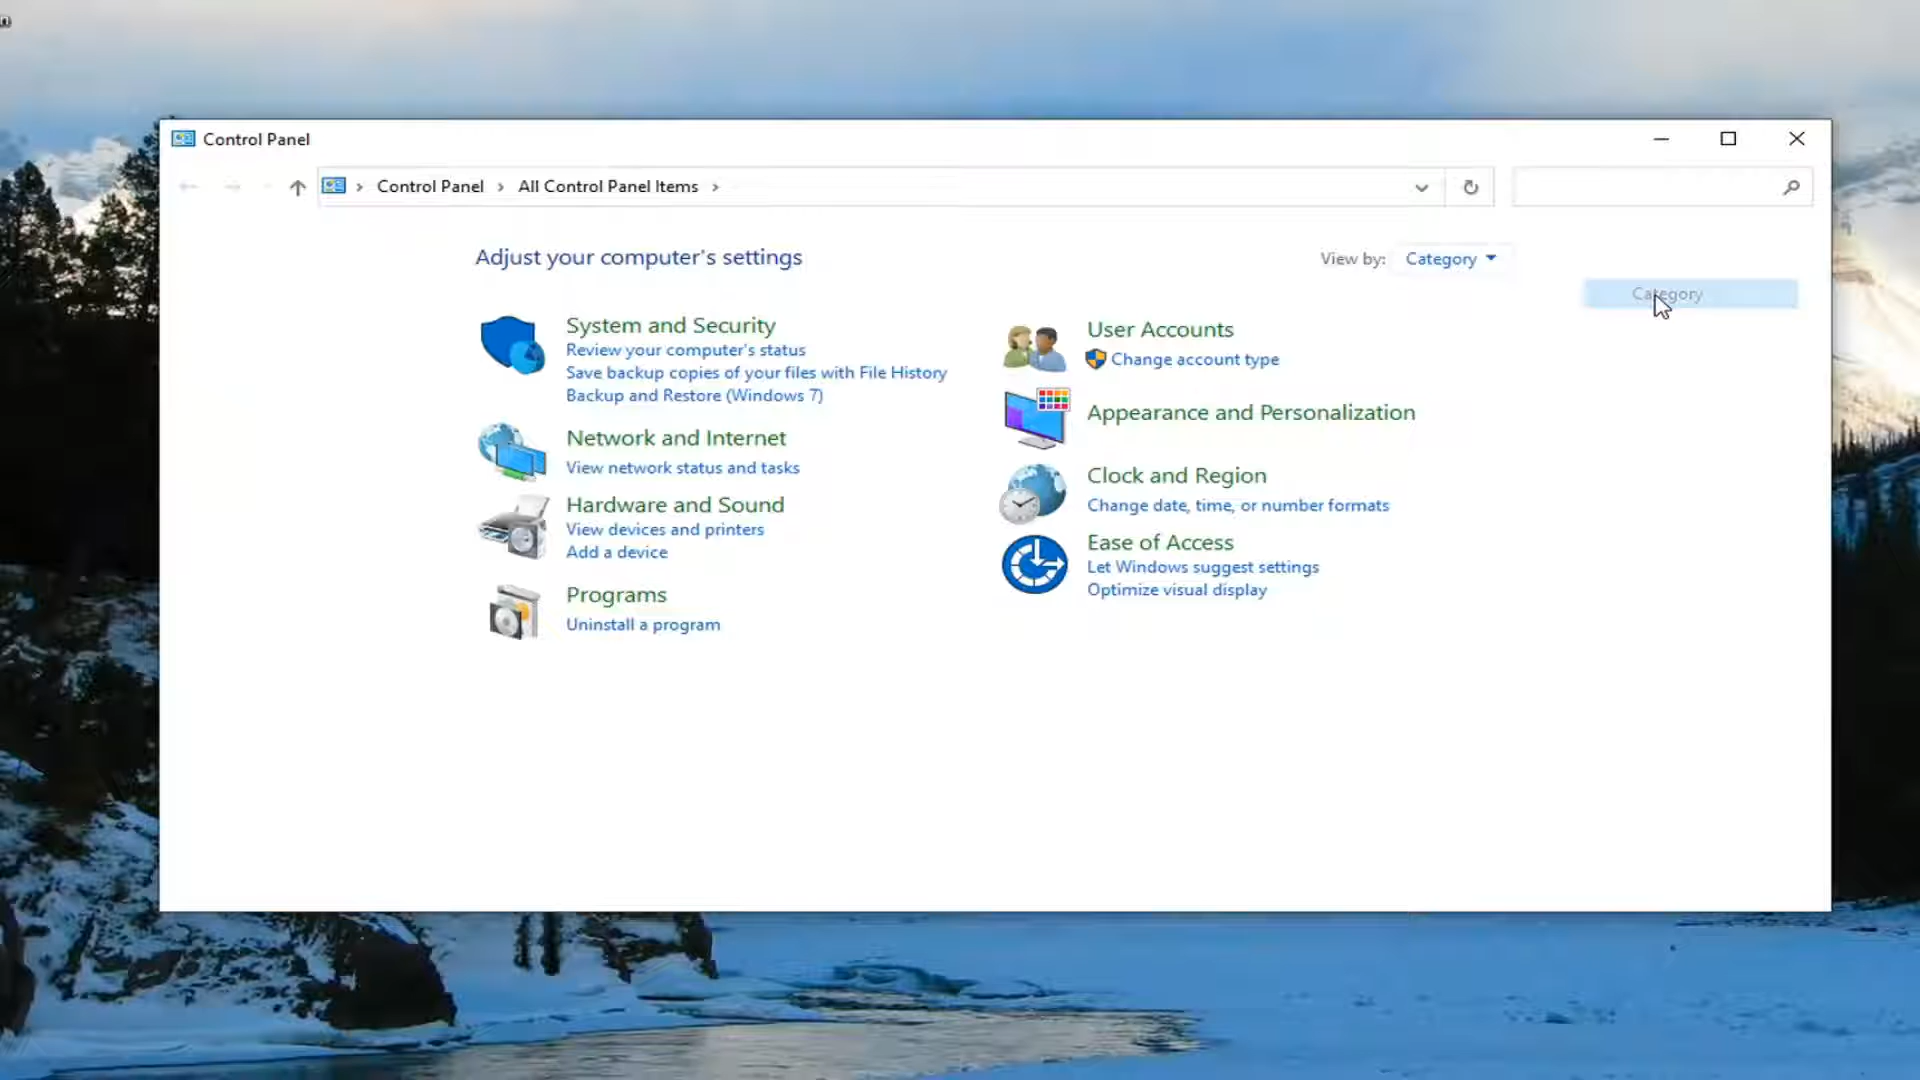 Control Panel
Control Panel > All Control Panel Items >
Adjust your computer's settings
View by: Category
Category
System and Security
Review your computer's status
Save backup copies of your files with File History
Backup and Restore (Windows 7)
Network and Internet
View network status and tasks
Hardware and Sound
View devices and printers
Add a device
Programs
Uninstall a program
User Accounts
Change account type
Appearance and Personalization
Clock and Region
Change date, time, or number formats
Ease of Access
Let Windows suggest settings
Optimize visual display